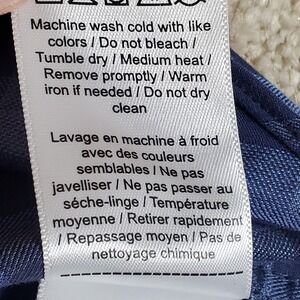 Machine wash cold with like
colors / Do not bleach /
Tumble dry / Medium heat /
Remove promptly / Warm
iron if needed / Do not dry
clean
Lavage en machine à froid
avec des couleurs
semblables / Ne pas
javelliser / Ne pas passer au
séche-linge / Température
moyenne / Retirer rapidement
/ Repassage moyen / Pas de
nettoyage chimique